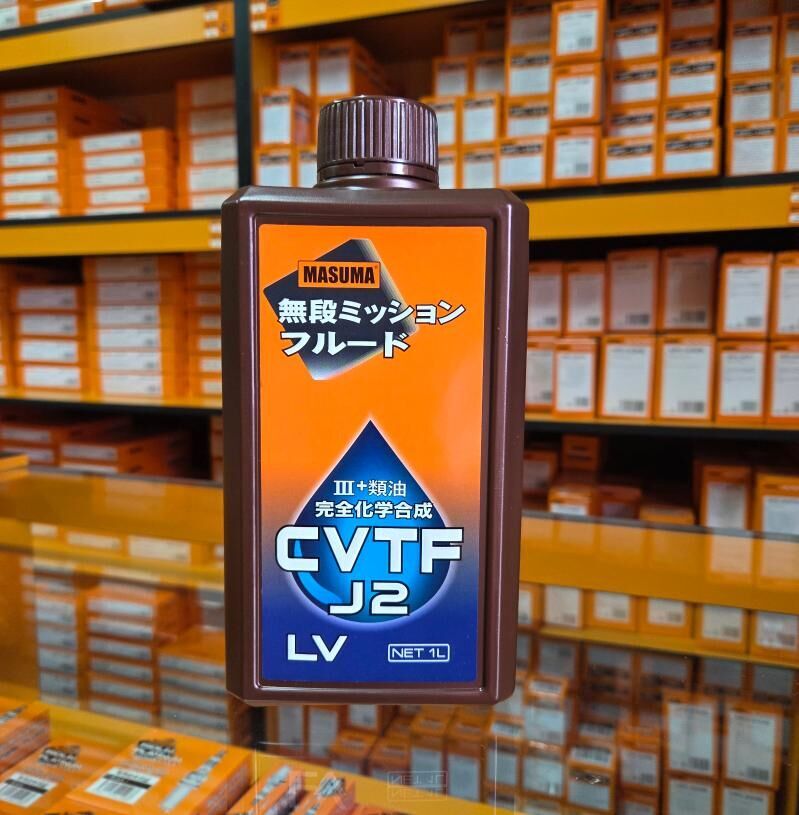 MASUMA
無段ミッション
フルード
III+類油
完全化学合成
CVTF
J2
LV
NET 1L